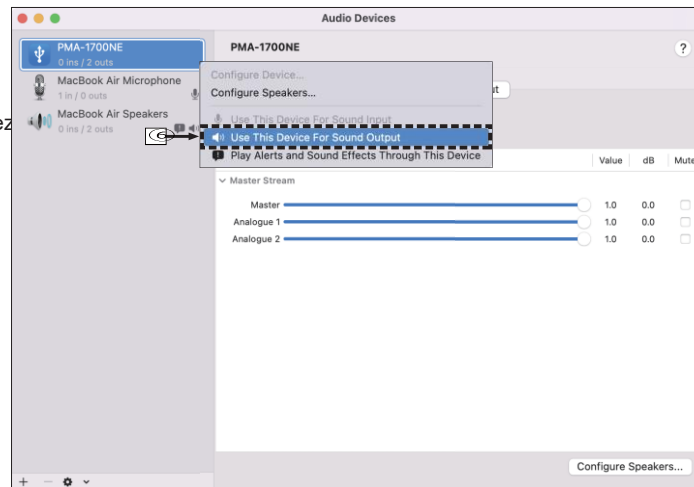 Audio Devices
PMA-1700NE
0 ins / 2 outs
MacBook Air Microphone
1 in / 0 outs
MacBook Air Speakers
0 ins / 2 outs
ez
PMA-1700NE
?
Configure Device...
Configure Speakers...
Use This Device For Sound Input
Use This Device For Sound Output
Play Alerts and Sound Effects Through This Device
Value dB Mute
Master Stream
Master 1.0 0.0
Analogue 1 1.0 0.0
Analogue 2 1.0 0.0
Configure Speakers...